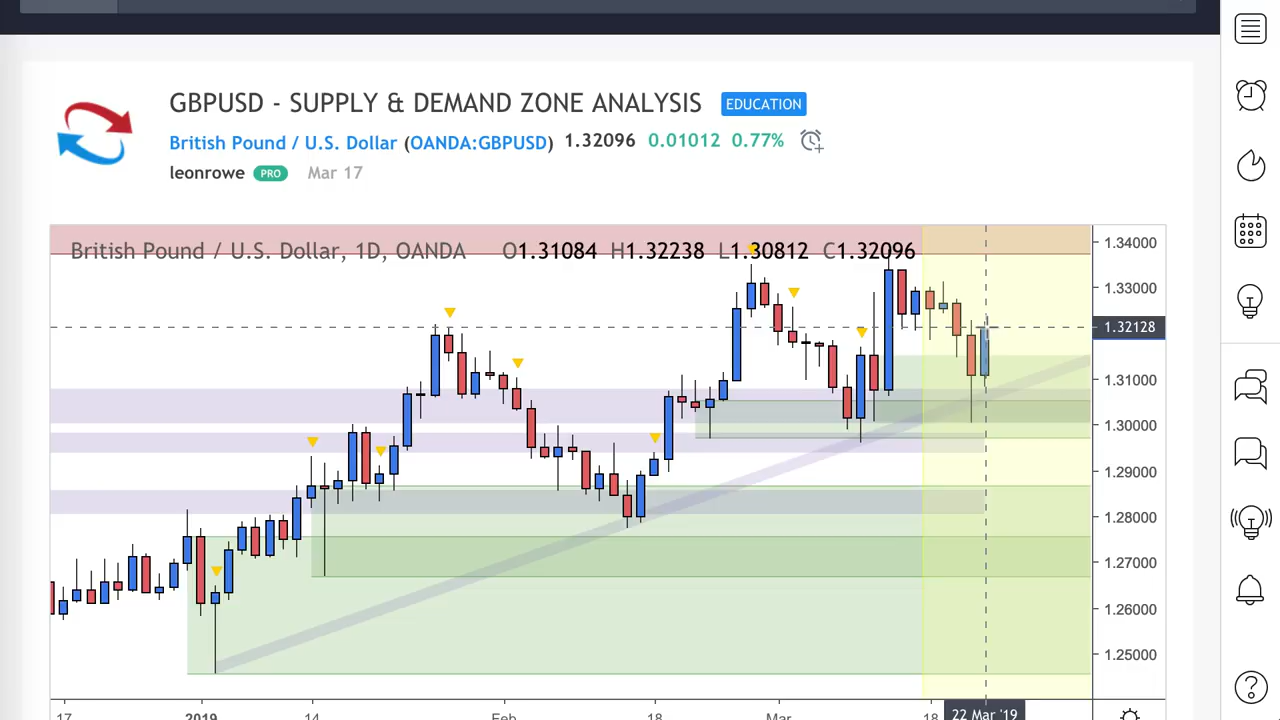 GBPUSD - SUPPLY & DEMAND ZONE ANALYSIS EDUCATION
British Pound / U.S. Dollar (OANDA:GBPUSD) 1.32096 0.01012 0.77%
leonrowe PRO Mar 17
British Pound / U.S. Dollar, 1D, OANDA O1.31084 H1.32238 L1.30812 C1.32096
1.34000
1.33000
1.32128
1.31000
1.30000
1.29000
1.28000
1.27000
1.26000
1.25000
17 2019 14 Feb 18 Mar 18 22 Mar '19